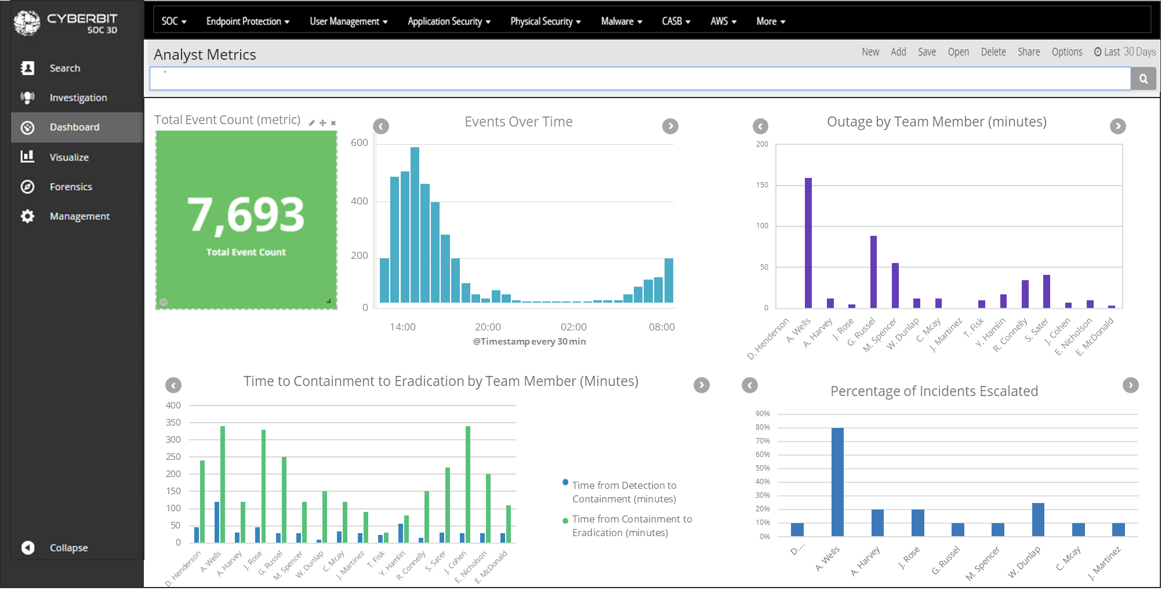 CYBERBIT
SOC 3D
SOC Endpoint Protection User Management Application Security Physical Security Malware CASB AWS More
Analyst Metrics
New Add Save Open Delete Share Options Last 30 Days
Search
Investigation
Dashboard
Visualize
Forensics
Management
Collapse
Total Event Count (metric)
7,693
Total Event Count
Events Over Time
600
400
200
0
14:00 20:00 02:00 08:00
@Timestamp every 30 min
Outage by Team Member (minutes)
200
150
100
50
0
D. Henderson
A. Wells
A. Harvey
J. Rose
G. Russel
M. Spencer
W. Dunlap
C. Mcay
J. Martinez
T. Fisk
Y. Hamlin
R. Connelly
S. Sater
J. Cohen
E. Nicholson
E. McDonald
Time to Containment to Eradication by Team Member (Minutes)
400
350
300
250
200
150
100
50
0
D. Henderson
A. Wells
A. Harvey
J. Rose
G. Russel
M. Spencer
W. Dunlap
C. Mcay
J. Martinez
T. Fisk
Y. Hamlin
R. Connelly
S. Sater
J. Cohen
E. Nicholson
E. McDonald
Time from Detection to
Containment (minutes)
Time from Containment to
Eradication (minutes)
Percentage of Incidents Escalated
90%
80%
70%
60%
50%
40%
30%
20%
10%
0%
D....
A. Wells
A. Harvey
J. Rose
G. Russel
M. Spencer
W. Dunlap
C. Mcay
J. Martinez